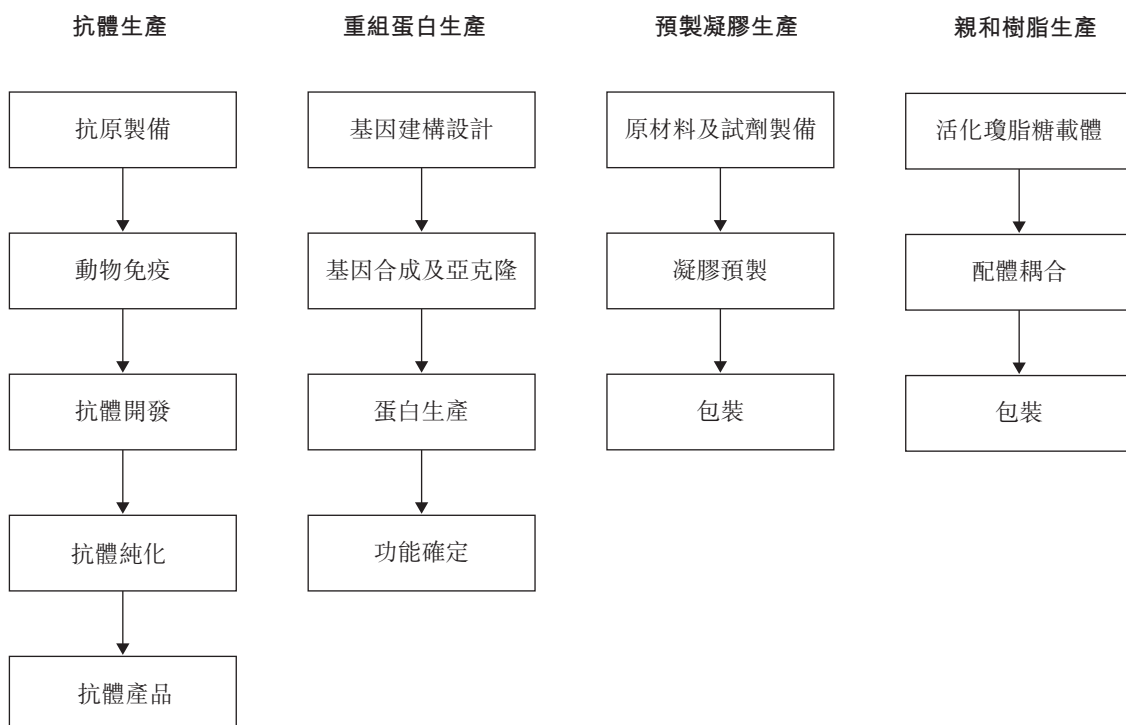 抗體生產
抗原製備
動物免疫
抗體開發
抗體純化
抗體產品
重組蛋白生產
基因建構設計
基因合成及亞克隆
蛋白生產
功能確定
預製凝膠生產
原材料及試劑製備
凝膠預製
包裝
親和樹脂生產
活化瓊脂糖載體
配體耦合
包裝